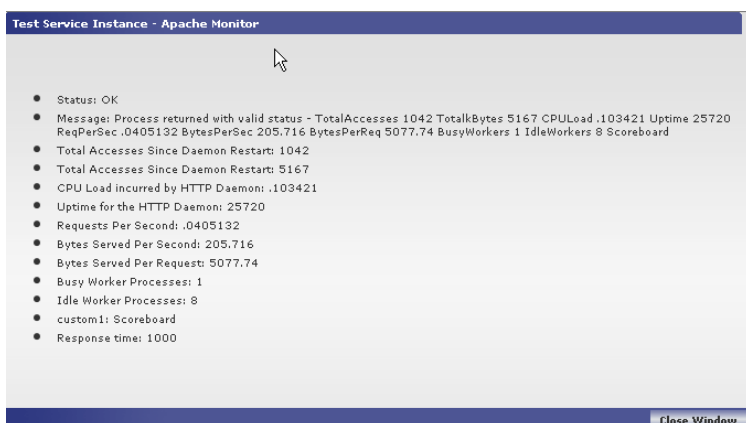 Test Service Instance - Apache Monitor
Status: OK
Message: Process returned with valid status - TotalAccesses 1042 TotalkBytes 5167 CPULoad .103421 Uptime 25720
ReqPerSec .0405132 BytesPerSec 205.716 BytesPerReq 5077.74 BusyWorkers 1 IdleWorkers 8 Scoreboard
Total Accesses Since Daemon Restart: 1042
Total Accesses Since Daemon Restart: 5167
CPU Load incurred by HTTP Daemon: .103421
Uptime for the HTTP Daemon: 25720
Requests Per Second: .0405132
Bytes Served Per Second: 205.716
Bytes Served Per Request: 5077.74
Busy Worker Processes: 1
Idle Worker Processes: 8
custom1: Scoreboard
Response time: 1000
Close Window